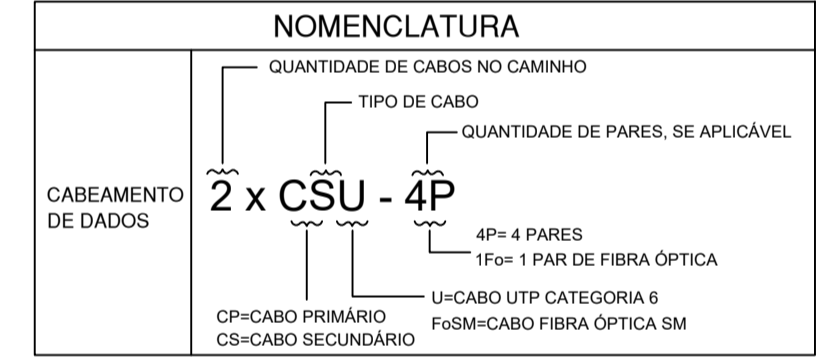 NOMENCLATURA
QUANTIDADE DE CABOS NO CAMINHO
TIPO DE CABO
QUANTIDADE DE PARES, SE APLICÁVEL
CABEAMENTO
DE DADOS
2 x CSU - 4P
4P= 4 PARES
1Fo= 1 PAR DE FIBRA ÓPTICA
U=CABO UTP CATEGORIA 6
FoSM=CABO FIBRA ÓPTICA SM
CP=CABO PRIMÁRIO
CS=CABO SECUNDÁRIO